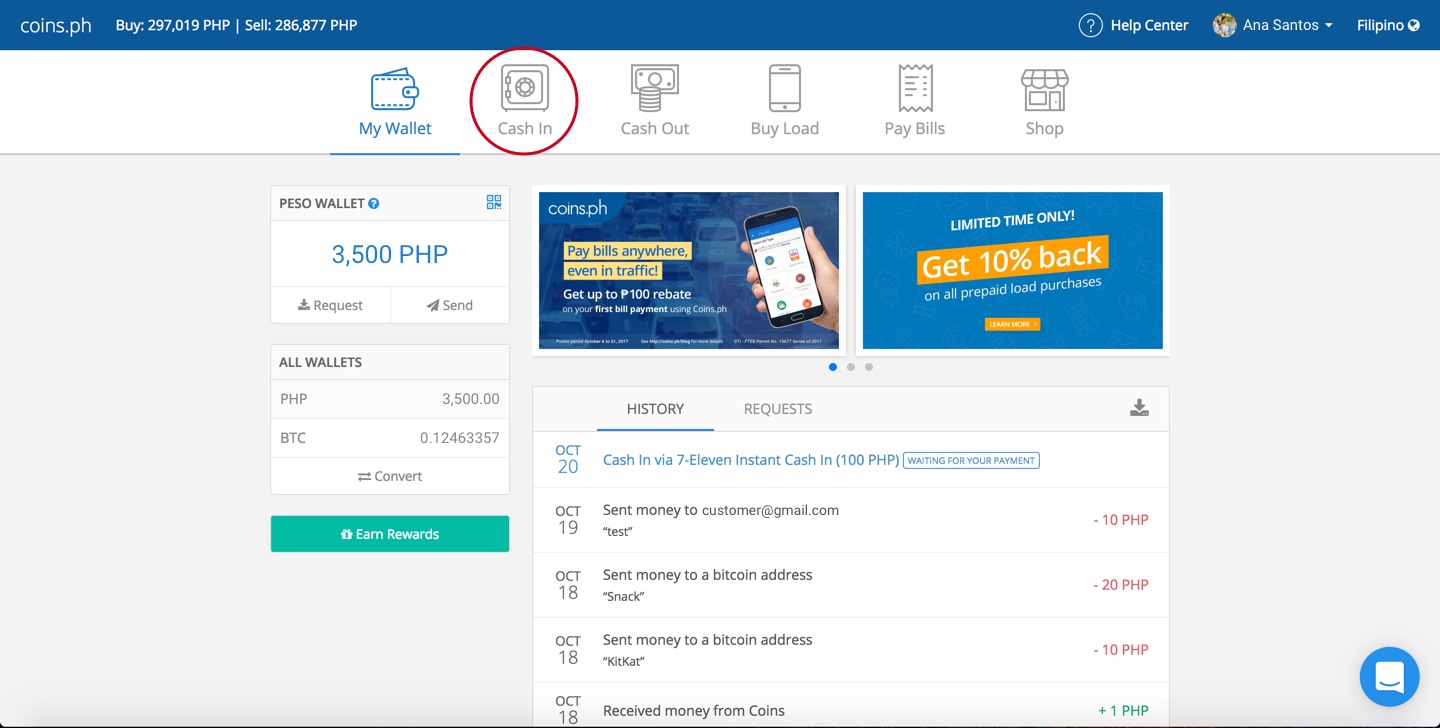 coins.ph
Buy: 297,019 PHP | Sell: 286,877 PHP
Help Center
Ana Santos
Filipino
My Wallet
Cash In
Cash Out
Buy Load
Pay Bills
Shop
PESO WALLET
3,500 PHP
Request
Send
ALL WALLETS
PHP 3,500.00
BTC 0.12463357
Convert
Earn Rewards
coins.ph
Pay bills anywhere,
even in traffic!
Get up to ₱100 rebate
on your first bill payment using Coins.ph
Promo period October 6 to 31, 2017 See http://coins.ph/blog for more details DTI - FTEB Permit No. 15677 Series of 2017
LIMITED TIME ONLY!
Get 10% back
on all prepaid load purchases
LEARN MORE
HISTORY
REQUESTS
OCT
20
Cash In via 7-Eleven Instant Cash In (100 PHP) WAITING FOR YOUR PAYMENT
OCT
19
Sent money to customer@gmail.com
“test”
- 10 PHP
OCT
18
Sent money to a bitcoin address
“Snack”
- 20 PHP
OCT
18
Sent money to a bitcoin address
“KitKat”
- 10 PHP
OCT
18
Received money from Coins
+ 1 PHP